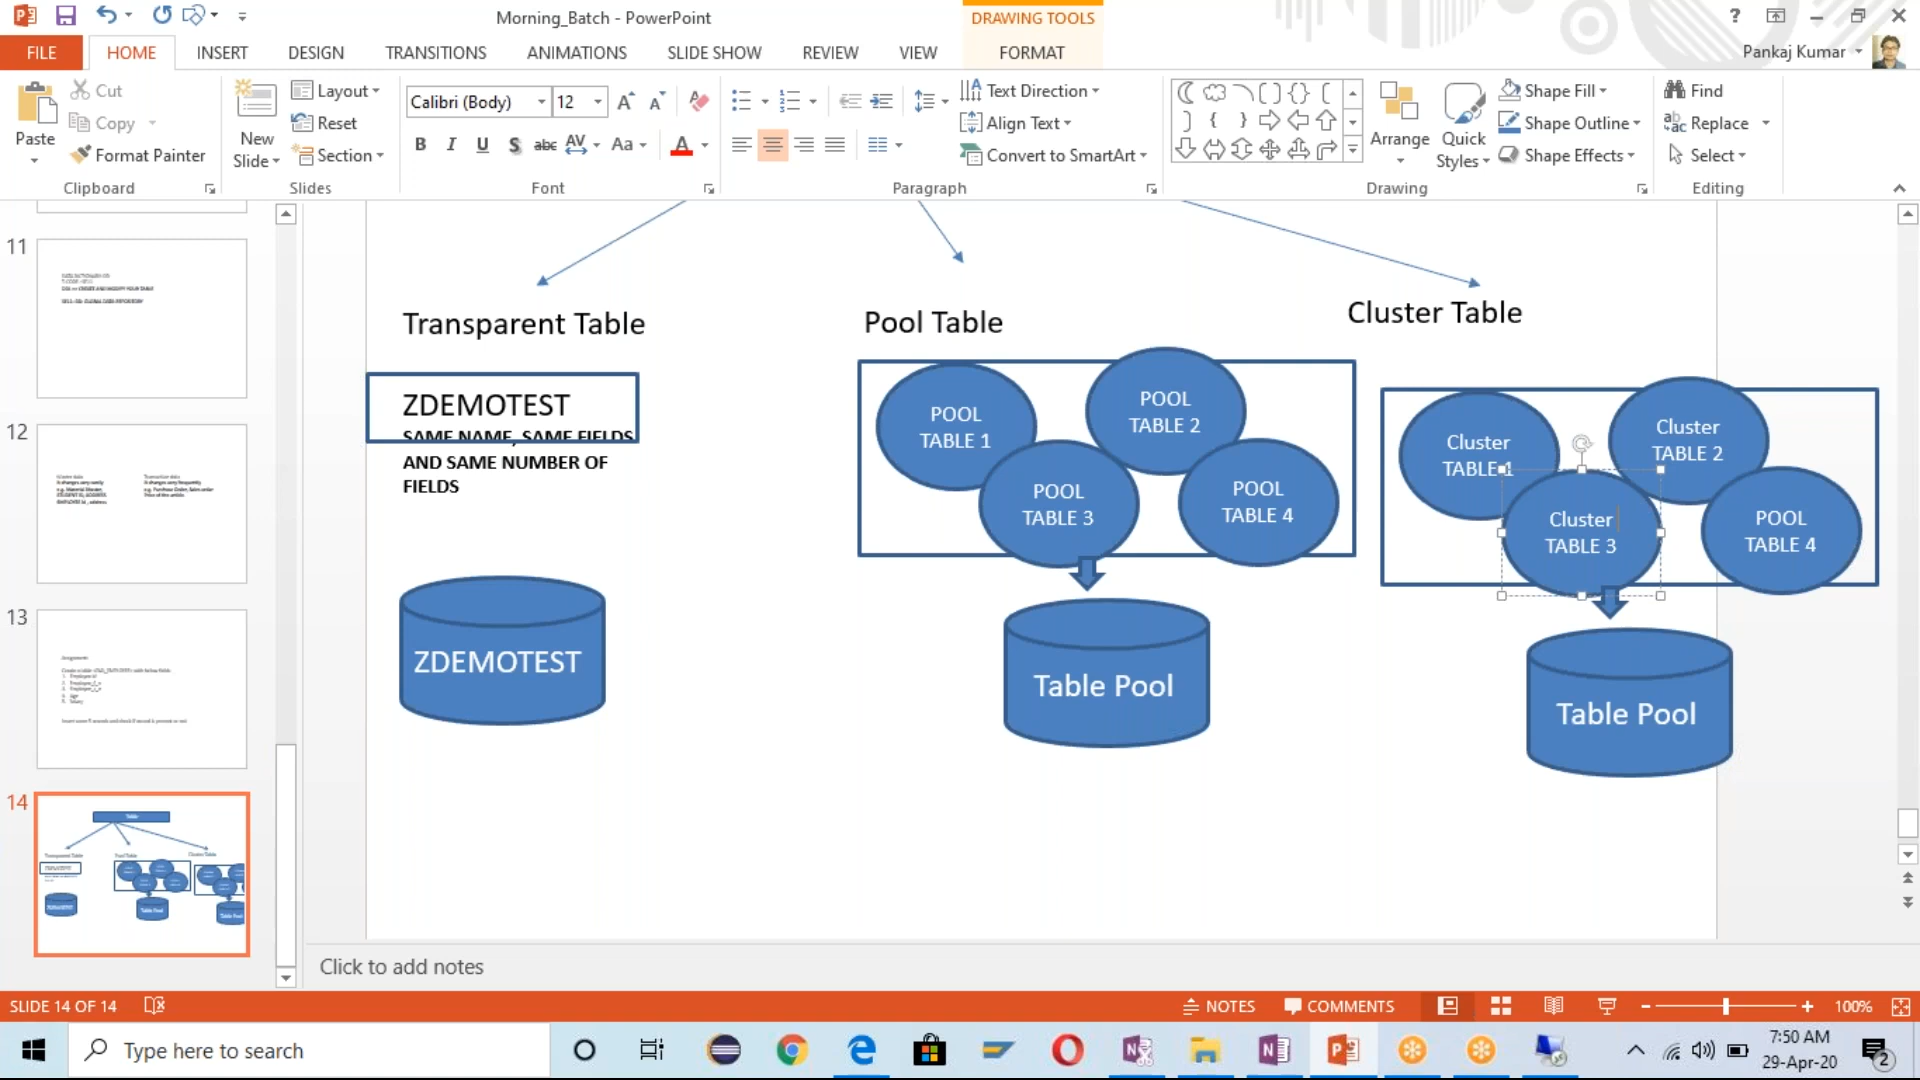 Morning_Batch - PowerPoint
DRAWING TOOLS
?
FILE
HOME
INSERT
DESIGN
TRANSITIONS
ANIMATIONS
SLIDE SHOW
REVIEW
VIEW
FORMAT
Pankaj Kumar
Paste
Cut
Copy
Format Painter
Clipboard
New
Slide
Layout
Reset
Section
Slides
Calibri (Body)
12
B I U S abc AV Aa A
Font
Text Direction
Align Text
Convert to SmartArt
Paragraph
Arrange
Quick
Styles
Shape Fill
Shape Outline
Shape Effects
Drawing
Find
Replace
Select
Editing
11
12
13
14
Transparent Table
ZDEMOTEST
SAME NAME, SAME FIELDS
AND SAME NUMBER OF
FIELDS
ZDEMOTEST
Pool Table
POOL
TABLE 1
POOL
TABLE 2
POOL
TABLE 3
POOL
TABLE 4
Table Pool
Cluster Table
Cluster
TABLE 1
Cluster
TABLE 2
Cluster
TABLE 3
POOL
TABLE 4
Table Pool
Click to add notes
SLIDE 14 OF 14
NOTES
COMMENTS
100%
Type here to search
7:50 AM
29-Apr-20
2